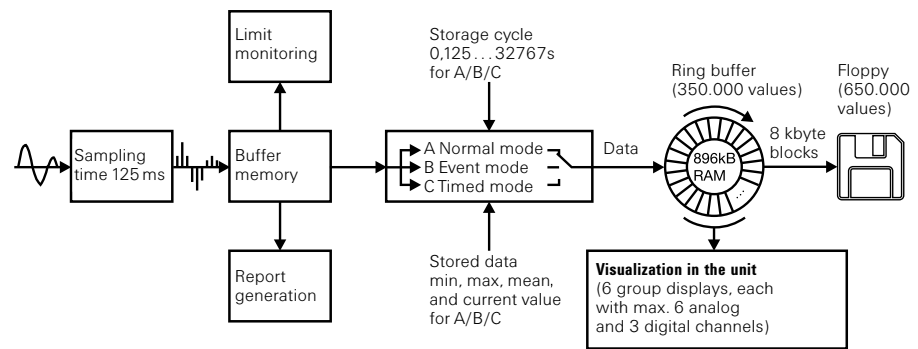 Limit
monitoring
Storage cycle
0,125 . . . 32767s
for A/B/C
Ring buffer
(350.000 values)
Floppy
(650.000
values)
Sampling
time 125 ms
Buffer
memory
A Normal mode
B Event mode
C Timed mode
Data
896kB
RAM
...
8 kbyte
blocks
Report
generation
Stored data
min, max, mean,
and current value
for A/B/C
Visualization in the unit
(6 group displays, each
with max. 6 analog
and 3 digital channels)